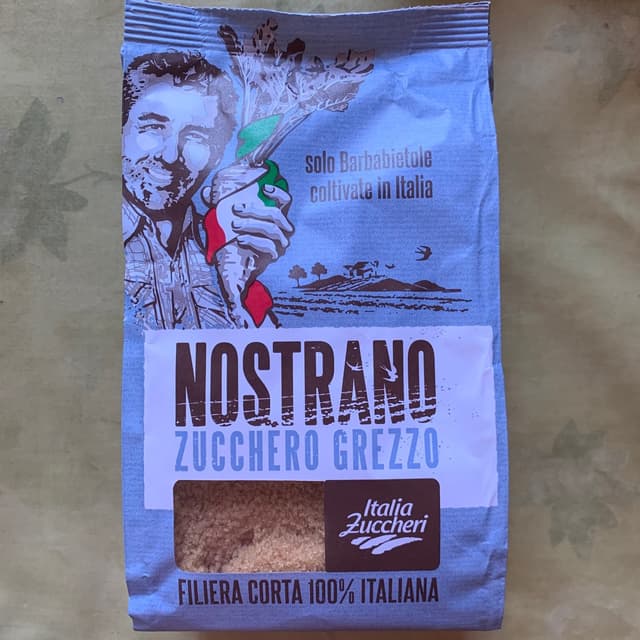 solo Barbabietole
coltivate in Italia
NOSTRANO
ZUCCHERO GREZZO
Italia
Zuccheri
FILIERA CORTA 100% ITALIANA